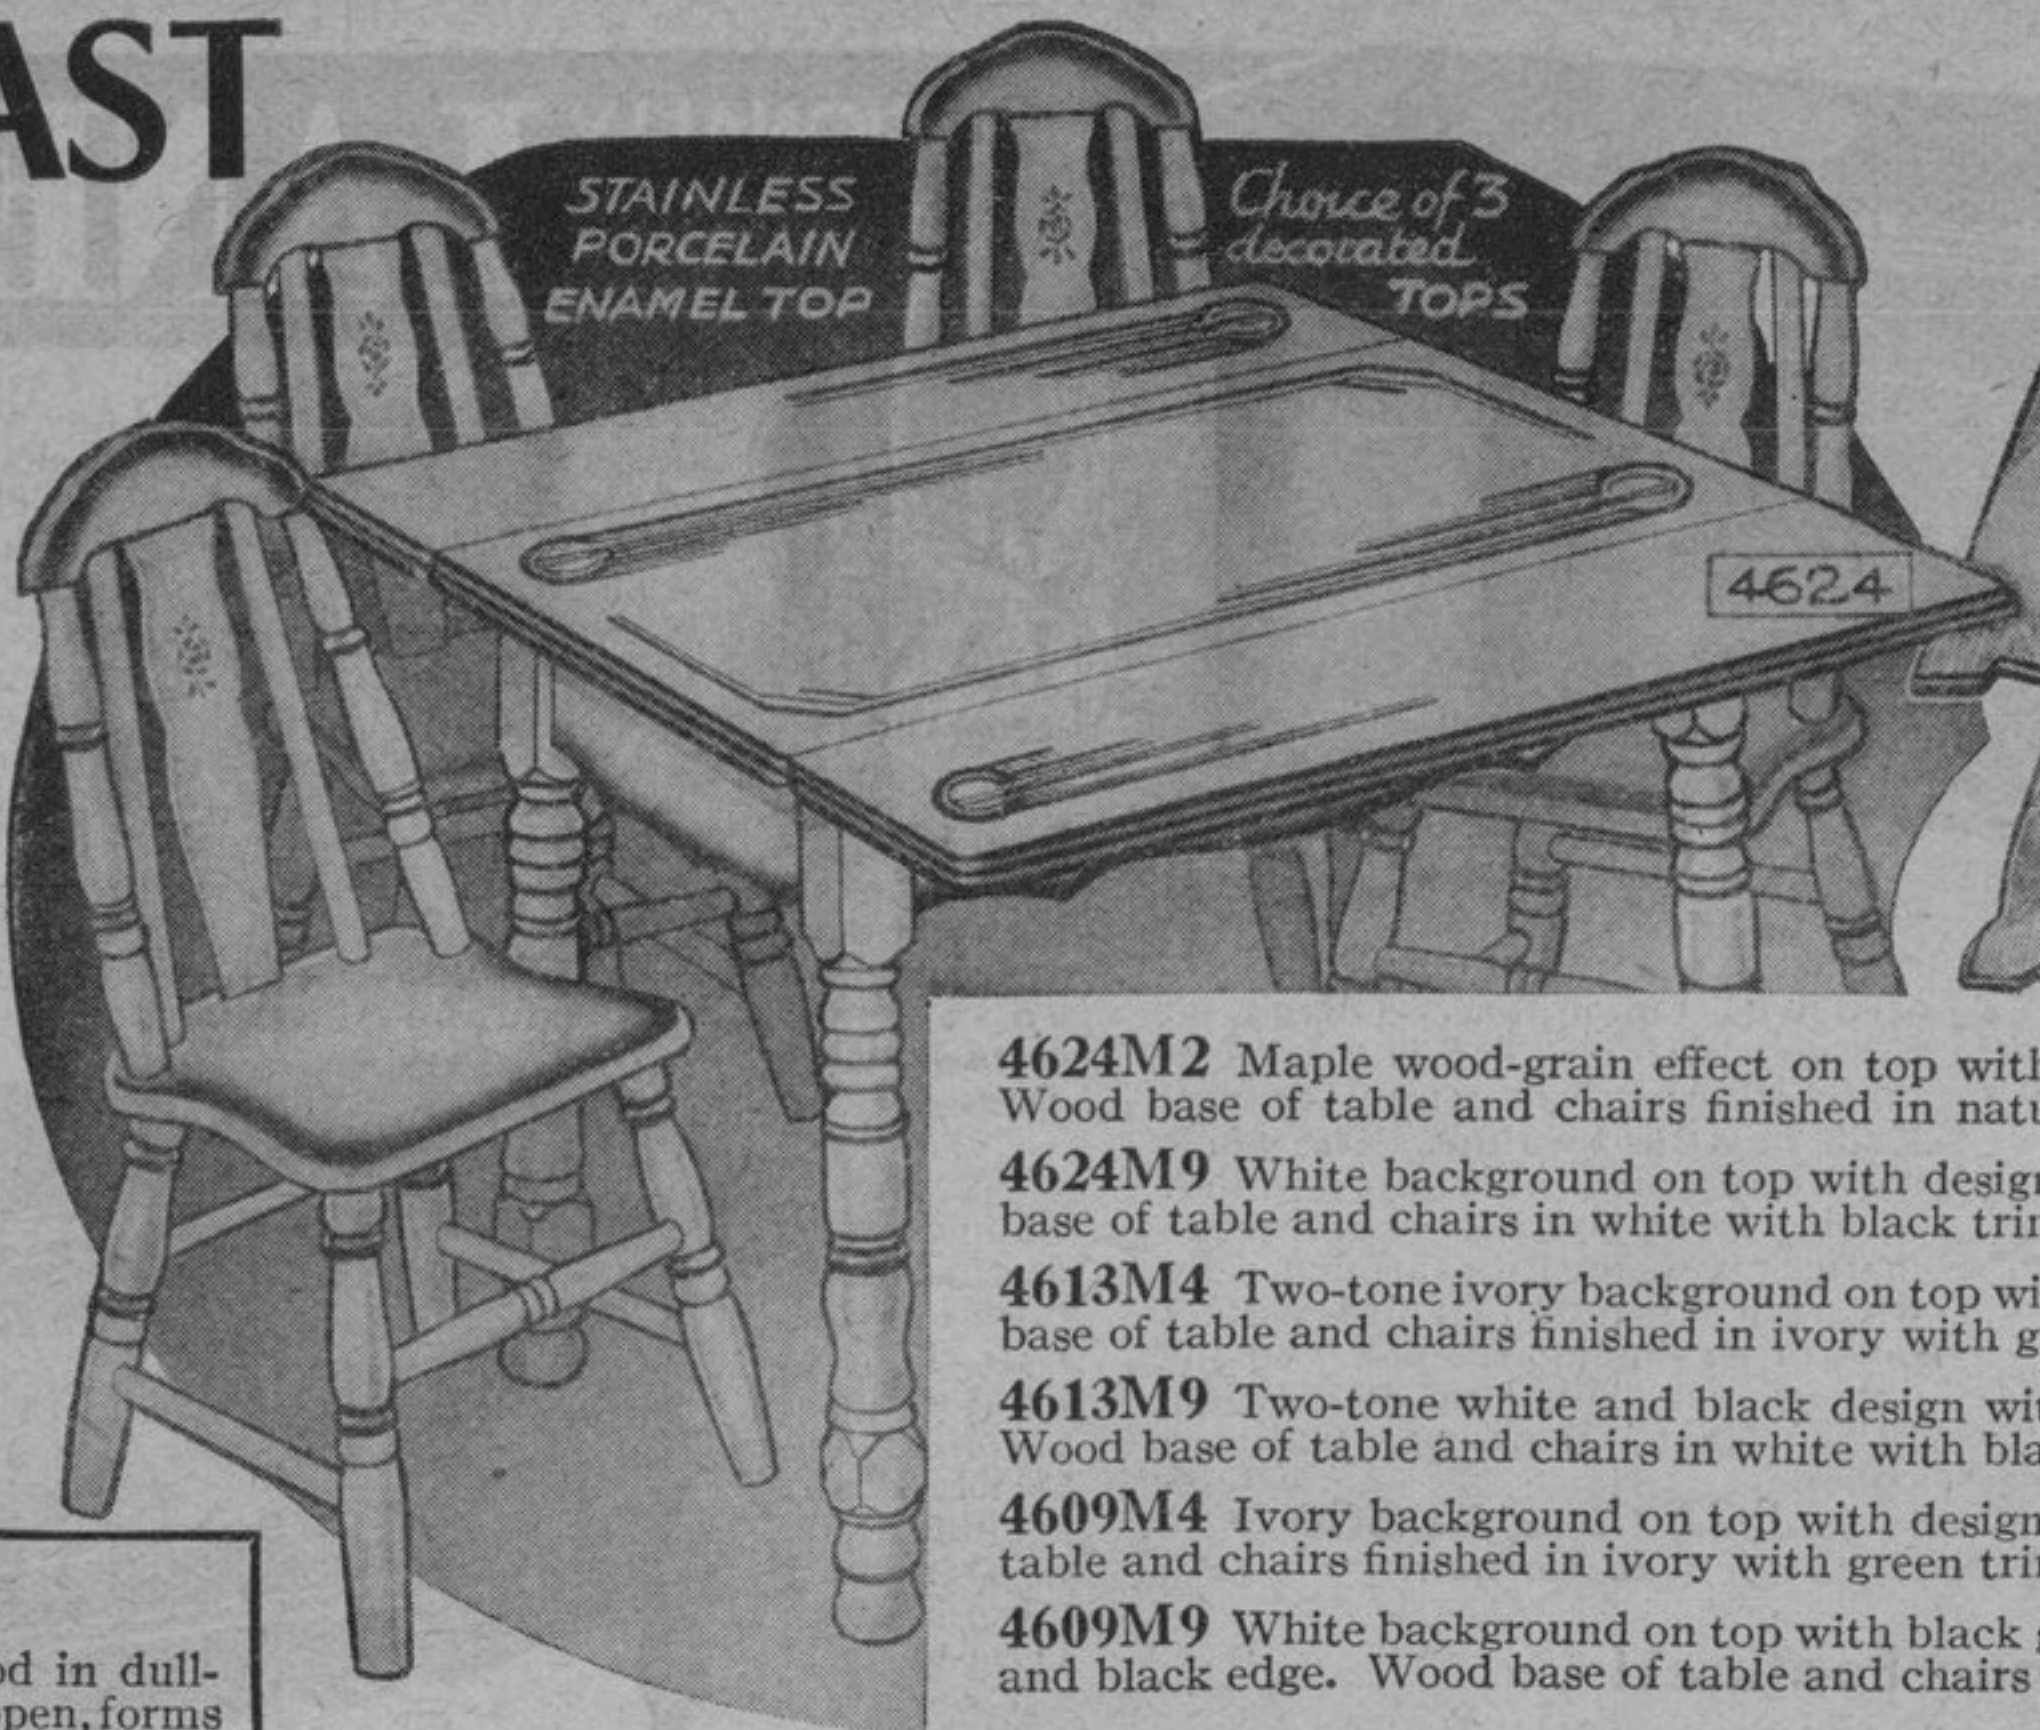 AST
STAINLESS
PORCELAIN
ENAMEL TOP
Choice of 3
decorated
TOPS
4624
4624M2 Maple wood-grain effect on top with
Wood base of table and chairs finished in natu
4624M9 White background on top with design
base of table and chairs in white with black trim
4613M4 Two-tone ivory background on top wi
base of table and chairs finished in ivory with g
4613M9 Two-tone white and black design wit
Wood base of table and chairs in white with bla
4609M4 Ivory background on top with design
table and chairs finished in ivory with green trim
4609M9 White background on top with black
and black edge. Wood base of table and chairs
od in dull-
pen, forms